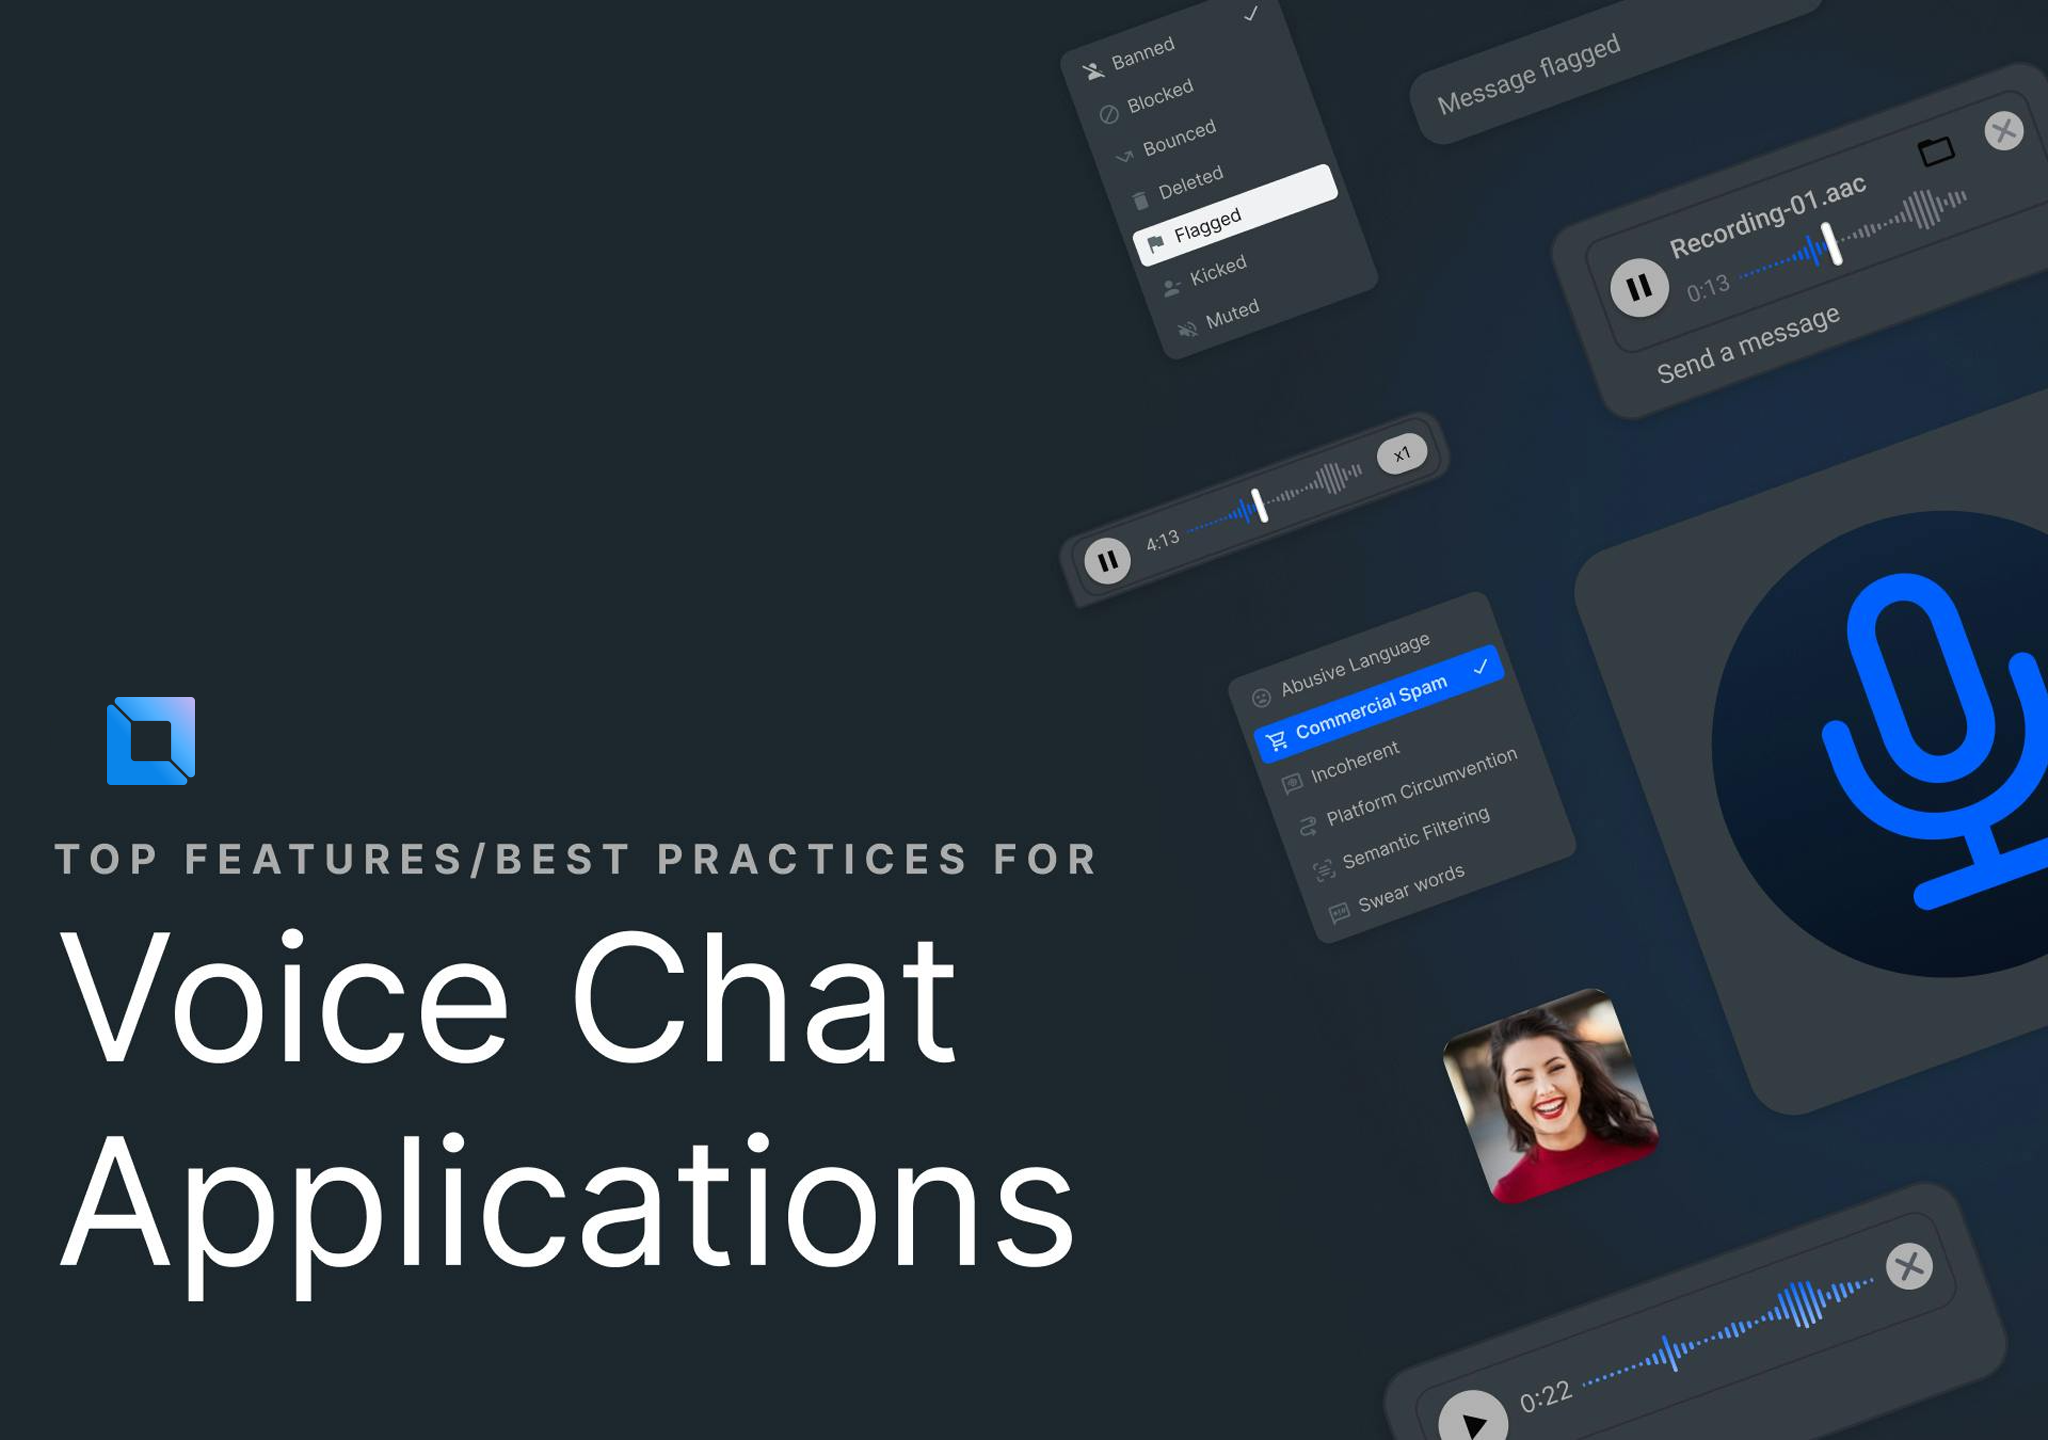 Banned
Blocked
Bounced
Deleted
Flagged
Kicked
Muted
Message flagged
Recording-01.aac
0:13
Send a message
4:13
x1
Abusive Language
Commercial Spam
Incoherent
Platform Circumvention
Semantic Filtering
Swear words
TOP FEATURES/BEST PRACTICES FOR
Voice Chat
Applications
0:22